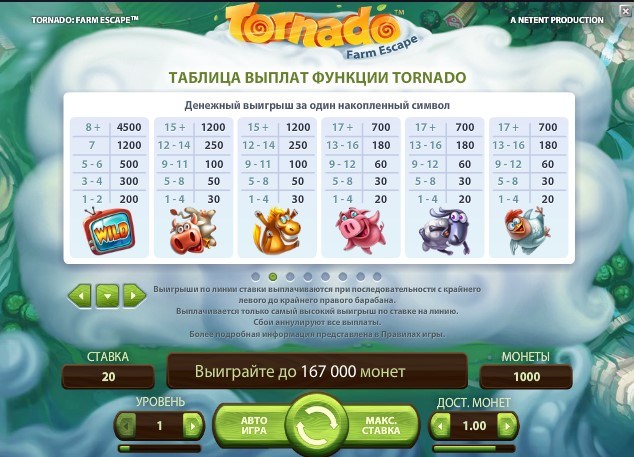 TORNADO: FARM ESCAPE™
Tornado™
Farm Escape
A NETENT PRODUCTION
ТАБЛИЦА ВЫПЛАТ ФУНКЦИИ TORNADO
Денежный выигрыш за один накопленный символ
8 + 4500 15 + 1200 15 + 1200 17 + 700 17 + 700 17 + 700
7 1200 12 - 14 250 12 - 14 250 13 - 16 180 13 - 16 180 13 - 16 180
5 - 6 500 9 - 11 100 9 - 11 100 9 - 12 60 9 - 12 60 9 - 12 60
3 - 4 300 5 - 8 50 5 - 8 50 5 - 8 30 5 - 8 30 5 - 8 30
1 - 2 200 1 - 4 30 1 - 4 30 1 - 4 20 1 - 4 20 1 - 4 20
WILD
Выигрыши по линии ставки выплачиваются при последовательности с крайнего
левого до крайнего правого барабана.
Выплачивается только самый высокий выигрыш по ставке на линию.
Сбои аннулируют все выплаты.
Более подробная информация представлена в Правилах игры.
СТАВКА
20
Выиграйте до 167 000 монет
МОНЕТЫ
1000
УРОВЕНЬ
1
АВТО
ИГРА
МАКС.
СТАВКА
ДОСТ. МОНЕТ
1.00